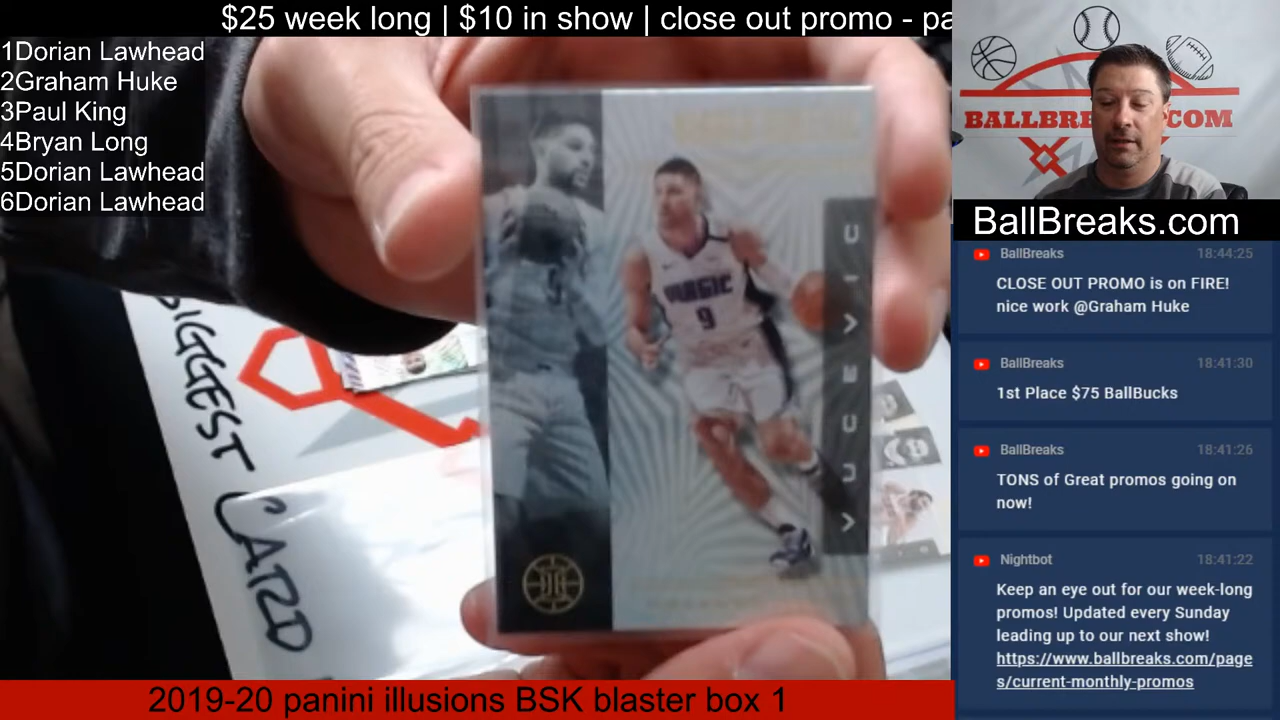 $25 week long | $10 in show | close out promo - pa
1Dorian Lawhead
2Graham Huke
3Paul King
4Bryan Long
5Dorian Lawhead
6Dorian Lawhead
BIGGEST CARD
MAGIC
9
VUCEVIC
2019-20 panini illusions BSK blaster box 1
BALLBRE COM
BallBreaks.com
BallBreaks 18:44:25
CLOSE OUT PROMO is on FIRE!
nice work @Graham Huke
BallBreaks 18:41:30
1st Place $75 BallBucks
BallBreaks 18:41:26
TONS of Great promos going on
now!
Nightbot 18:41:22
Keep an eye out for our week-long
promos! Updated every Sunday
leading up to our next show!
https://www.ballbreaks.com/page
s/current-monthly-promos